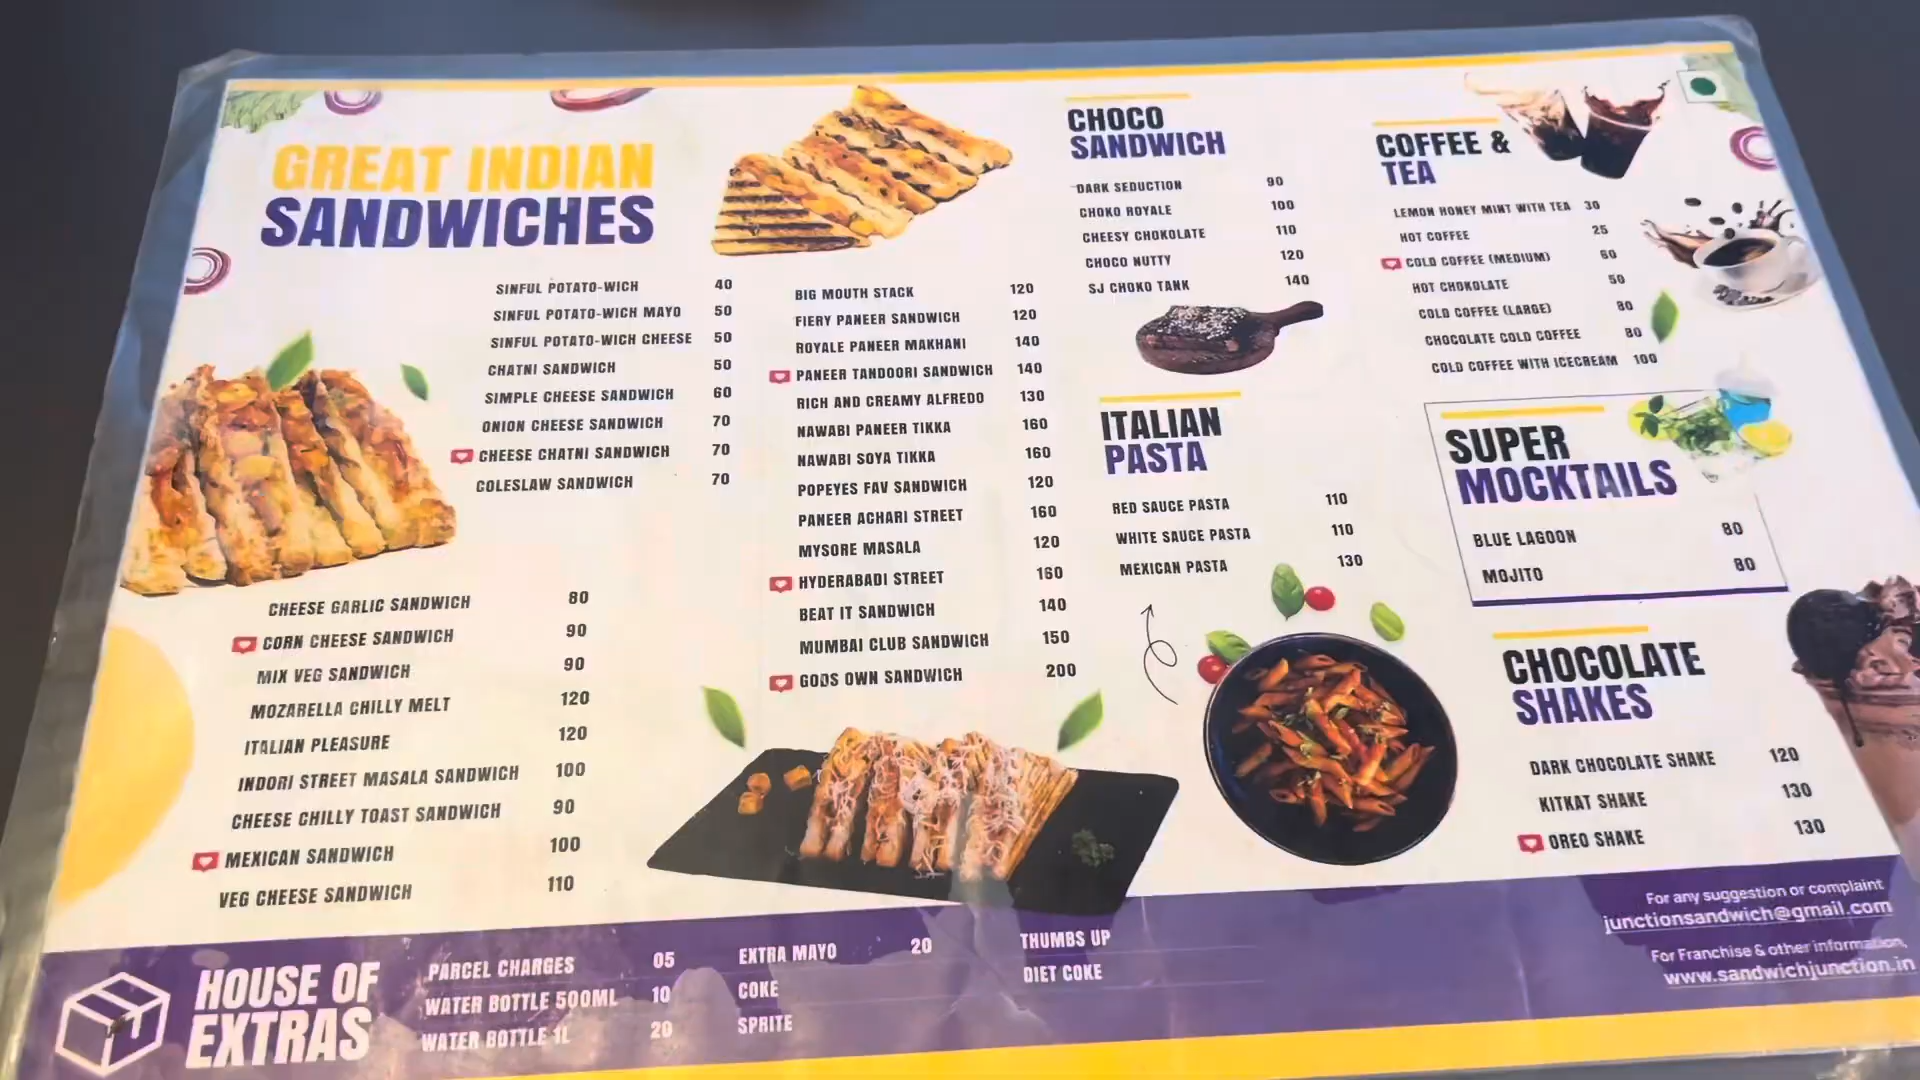 GREAT INDIAN
SANDWICHES
SINFUL POTATO-WICH 40
SINFUL POTATO-WICH MAYO 50
SINFUL POTATO-WICH CHEESE 50
CHATNI SANDWICH 50
SIMPLE CHEESE SANDWICH 60
ONION CHEESE SANDWICH 70
CHEESE CHATNI SANDWICH 70
COLESLAW SANDWICH 70
CHEESE GARLIC SANDWICH 80
CORN CHEESE SANDWICH 90
MIX VEG SANDWICH 90
MOZARELLA CHILLY MELT 120
ITALIAN PLEASURE 120
INDORI STREET MASALA SANDWICH 100
CHEESE CHILLY TOAST SANDWICH 90
MEXICAN SANDWICH 100
VEG CHEESE SANDWICH 110
BIG MOUTH STACK 120
FIERY PANEER SANDWICH 120
ROYALE PANEER MAKHANI 140
PANEER TANDOORI SANDWICH 140
RICH AND CREAMY ALFREDO 130
NAWABI PANEER TIKKA 160
NAWABI SOYA TIKKA 160
POPEYES FAV SANDWICH 120
PANEER ACHARI STREET 160
MYSORE MASALA 120
HYDERABADI STREET 160
BEAT IT SANDWICH 140
MUMBAI CLUB SANDWICH 150
GODS OWN SANDWICH 200
CHOCO
SANDWICH
DARK SEDUCTION 90
CHOKO ROYALE 100
CHEESY CHOKOLATE 110
CHOCO NUTTY 120
SJ CHOKO TANK 140
ITALIAN
PASTA
RED SAUCE PASTA 110
WHITE SAUCE PASTA 110
MEXICAN PASTA 130
COFFEE &
TEA
LEMON HONEY MINT WITH TEA 30
HOT COFFEE 25
COLD COFFEE (MEDIUM) 60
HOT CHOKOLATE 50
COLD COFFEE (LARGE) 80
CHOCOLATE COLD COFFEE 80
COLD COFFEE WITH ICECREAM 100
SUPER
MOCKTAILS
BLUE LAGOON 80
MOJITO 80
CHOCOLATE
SHAKES
DARK CHOCOLATE SHAKE 120
KITKAT SHAKE 130
OREO SHAKE 130
HOUSE OF
EXTRAS
PARCEL CHARGES 05
WATER BOTTLE 500ML 10
WATER BOTTLE 1L 20
EXTRA MAYO 20
COKE
SPRITE
THUMBS UP
DIET COKE
For any suggestion or complaint
junctionsandwich@gmail.com
For Franchise & other information,
www.sandwichjunction.in